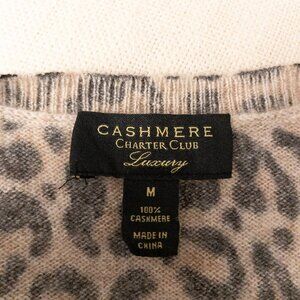 CASHMERE
CHARTER CLUB
Luxury
M
100%
CASHMERE
MADE IN
CHINA